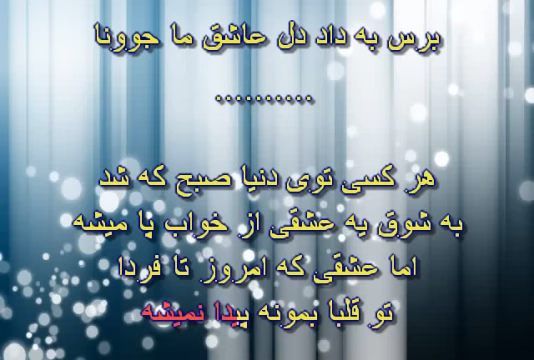 برس به داد دل عاشق ما جوونا
..........
هر کسی توی دنیا صبح که شد
به شوق یه عشقی از خواب پا میشه
اما عشقی که امروز تا فردا
تو قلبا بمونه پیدا نمیشه